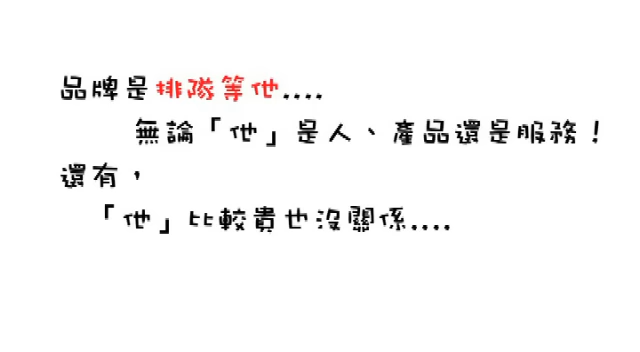 品牌是排隊等他....
無論「他」是人、產品還是服務！
還有，
「他」比較貴也沒關係....